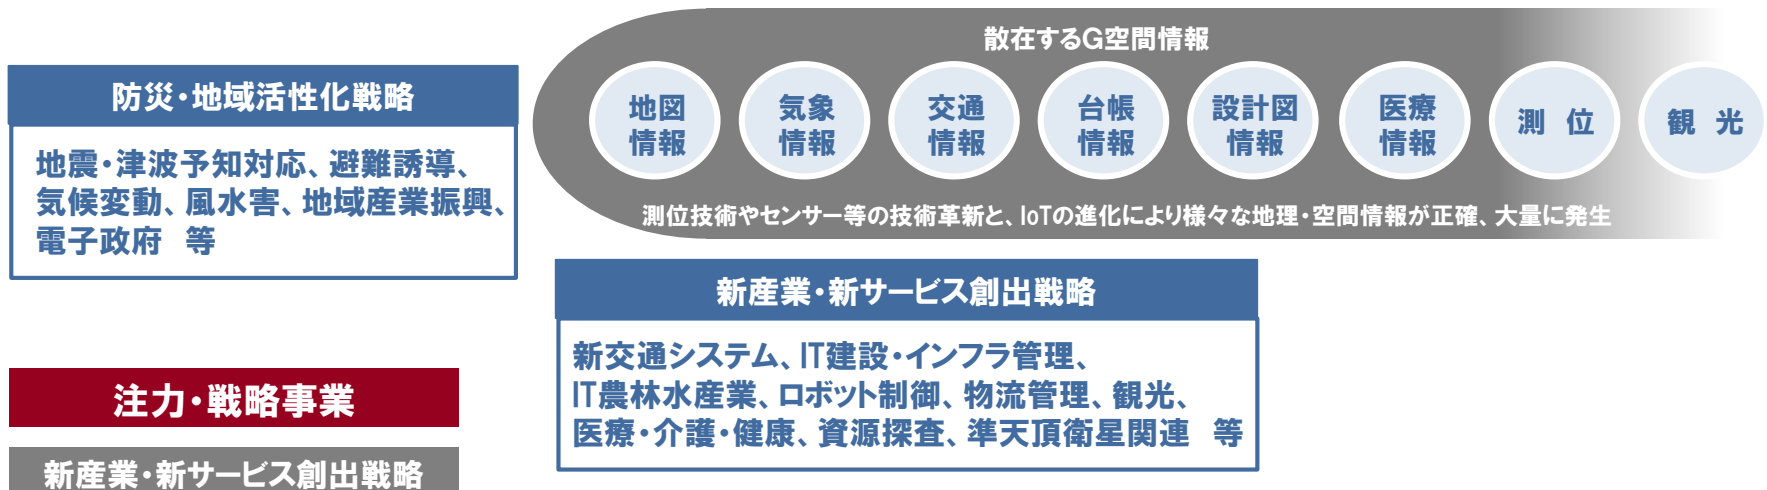 散在するG空間情報
防災・地域活性化戦略
地震・津波予知対応、避難誘導、
気候変動、風水害、地域産業振興、
電子政府　等
地図
情報
気象
情報
交通
情報
台帳
情報
設計図
情報
医療
情報
測　位
観　光
測位技術やセンサー等の技術革新と、IoTの進化により様々な地理・空間情報が正確、大量に発生
新産業・新サービス創出戦略
新交通システム、IT建設・インフラ管理、
IT農林水産業、ロボット制御、物流管理、観光、
医療・介護・健康、資源探査、準天頂衛星関連　等
注力・戦略事業
新産業・新サービス創出戦略